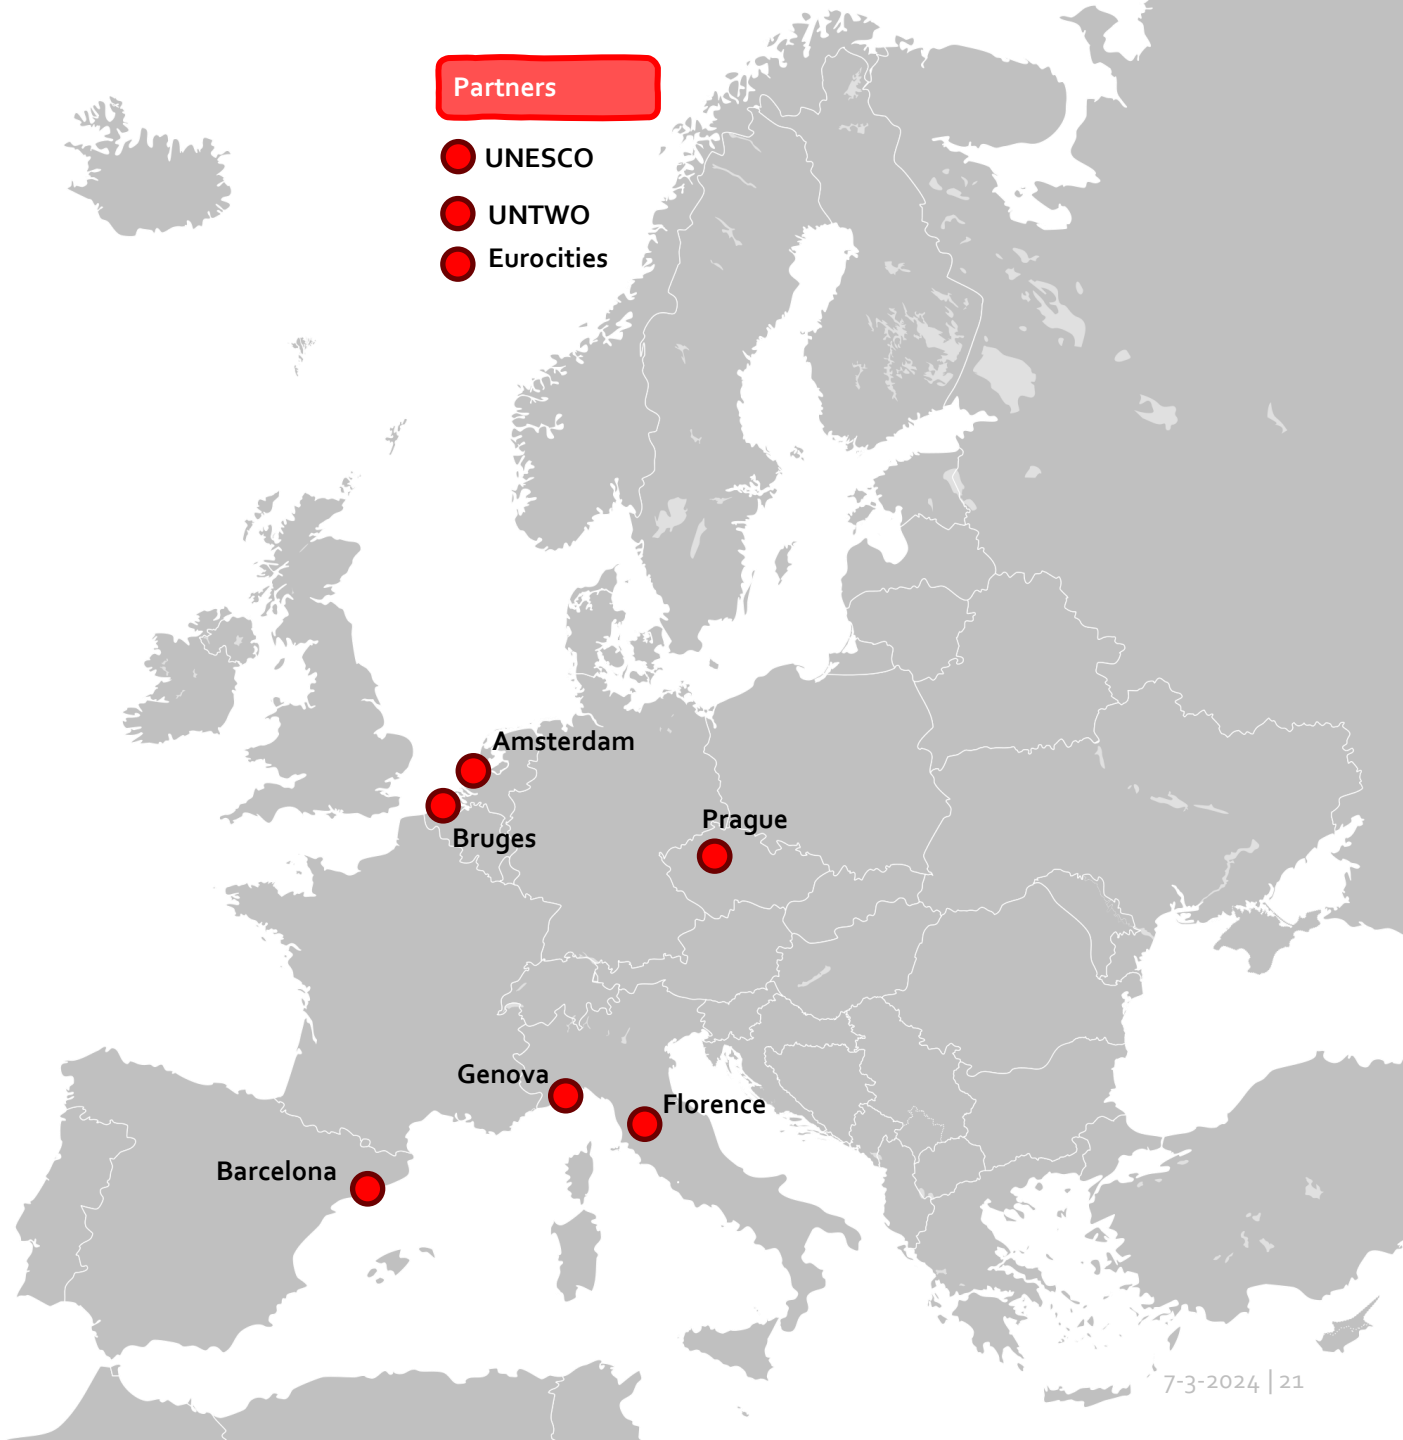 Partners
UNESCO
UNTWO
Eurocities
Amsterdam
Bruges
Prague
Genova
Florence
Barcelona
7-3-2024 | 21